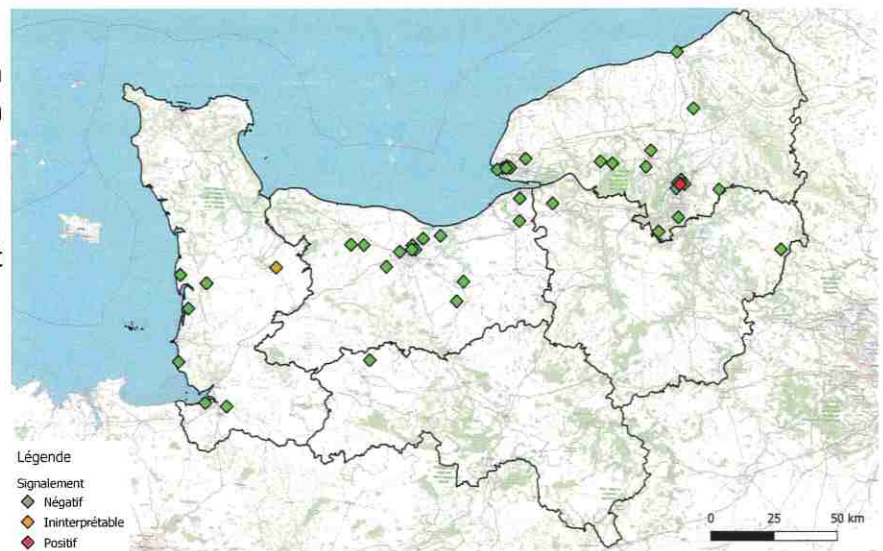 Légende
Signalement
Négatif
Ininterprétable
Positif
0 25 50 km